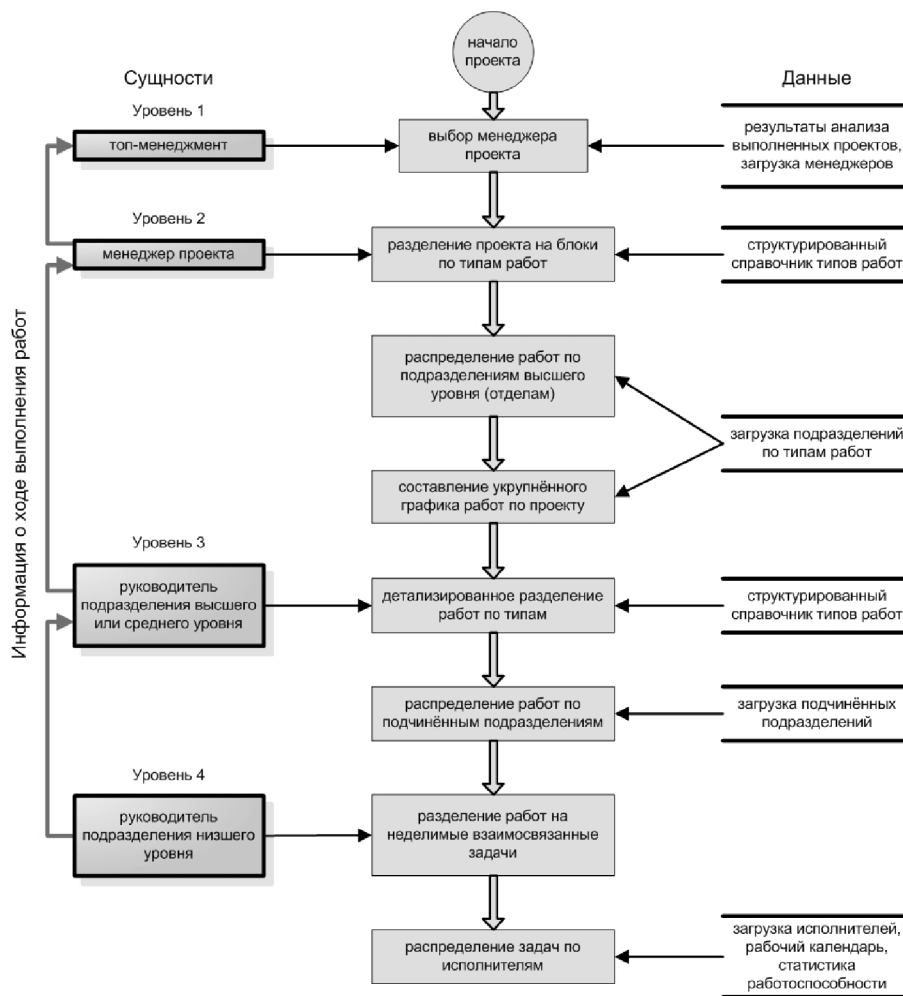 начало
проекта
Сущности
Данные
Уровень 1
топ-менеджмент
выбор менеджера
проекта
результаты анализа
выполненных проектов,
загрузка менеджеров
Уровень 2
менеджер проекта
разделение проекта на блоки
по типам работ
структурированный
справочник типов работ
распределение работ по
подразделениям высшего
уровня (отделам)
загрузка подразделений
по типам работ
составление укрупнённого
графика работ по проекту
Информация о ходе выполнения работ
Уровень 3
руководитель
подразделения высшего
или среднего уровня
детализированное разделение
работ по типам
структурированный
справочник типов работ
распределение работ по
подчинённым подразделениям
загрузка подчинённых
подразделений
Уровень 4
руководитель
подразделения низшего
уровня
разделение работ на
неделимые взаимосвязанные
задачи
распределение задач по
исполнителям
загрузка исполнителей,
рабочий календарь,
статистика
работоспособности